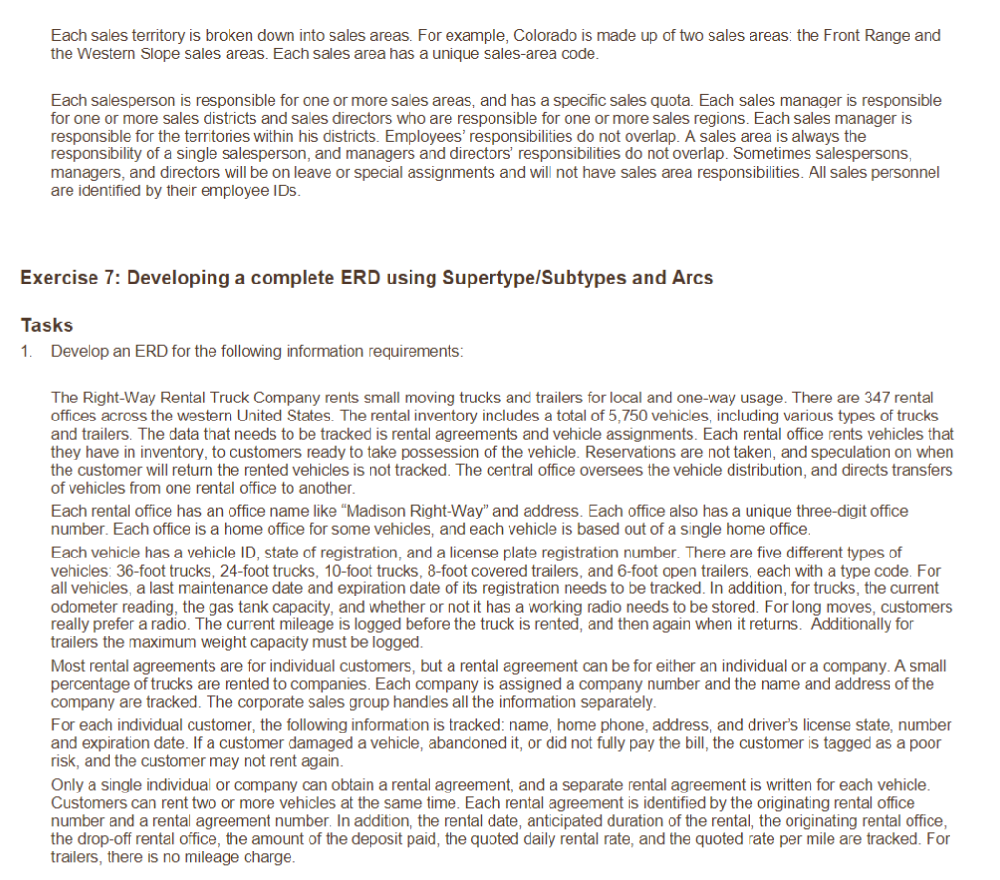 Each sales territory is broken down into sales areas. For example, Colorado is made up of two sales areas: the Front Range and
the Western Slope sales areas. Each sales area has a unique sales-area code.
Each salesperson is responsible for one or more sales areas, and has a specific sales quota. Each sales manager is responsible
for one or more sales districts and sales directors who are responsible for one or more sales regions. Each sales manager is
responsible for the territories within his districts. Employees' responsibilities do not overlap. A sales area is always the
responsibility of a single salesperson, and managers and directors' responsibilities do not overlap. Sometimes salespersons,
managers, and directors will be on leave or special assignments and will not have sales area responsibilities. All sales personnel
are identified by their employee IDs.
Exercise 7: Developing a complete ERD using Supertype/Subtypes and Arcs
Tasks
1. Develop an ERD for the following information requirements:
The Right-Way Rental Truck Company rents small moving trucks and trailers for local and one-way usage. There are 347 rental
offices across the western United States. The rental inventory includes a total of 5,750 vehicles, including various types of trucks
and trailers. The data that needs to be tracked is rental agreements and vehicle assignments. Each rental office rents vehicles that
they have in inventory, to customers ready to take possession of the vehicle. Reservations are not taken, and speculation on when
the customer will return the rented vehicles is not tracked. The central office oversees the vehicle distribution, and directs transfers
of vehicles from one rental office to another.
Each rental office has an office name like "Madison Right-Way" and address. Each office also has a unique three-digit office
number. Each office is a home office for some vehicles, and each vehicle is based out of a single home office.
Each vehicle has a vehicle ID, state of registration, and a license plate registration number. There are five different types of
vehicles: 36-foot trucks, 24-foot trucks, 10-foot trucks, 8-foot covered trailers, and 6-foot open trailers, each with a type code. For
all vehicles, a last maintenance date and expiration date of its registration needs to be tracked. In addition, for trucks, the current
odometer reading, the gas tank capacity, and whether or not it has a working radio needs to be stored. For long moves, customers
really prefer a radio. The current mileage is logged before the truck is rented, and then again when it returns. Additionally for
trailers the maximum weight capacity must be logged.
Most rental agreements are for individual customers, but a rental agreement can be for either an individual or a company. A small
percentage of trucks are rented to companies. Each company is assigned a company number and the name and address of the
company are tracked. The corporate sales group handles all the information separately.
For each individual customer, the following information is tracked: name, home phone, address, and driver's license state, number
and expiration date. If a customer damaged a vehicle, abandoned it, or did not fully pay the bill, the customer is tagged as a poor
risk, and the customer may not rent again.
Only a single individual or company can obtain a rental agreement, and a separate rental agreement is written for each vehicle.
Customers can rent two or more vehicles at the same time. Each rental agreement is identified by the originating rental office
number and a rental agreement number. In addition, the rental date, anticipated duration of the rental, the originating rental office,
the drop-off rental office, the amount of the deposit paid, the quoted daily rental rate, and the quoted rate per mile are tracked. For
trailers, there is no mileage charge.